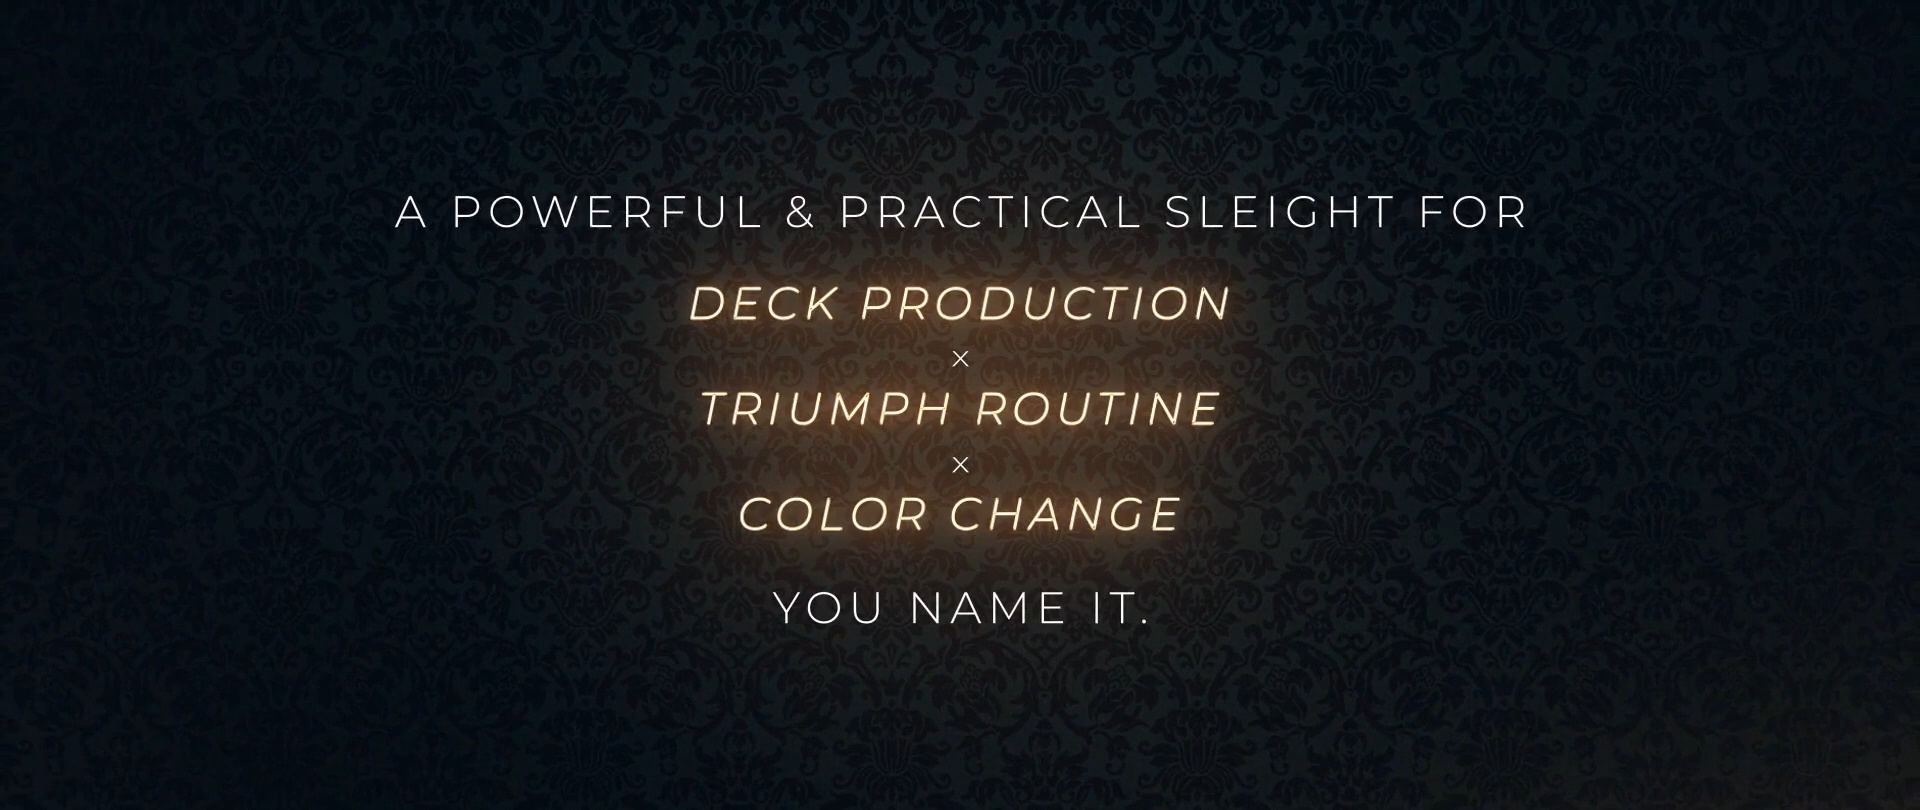 A POWERFUL & PRACTICAL SLEIGHT FOR
DECK PRODUCTION
×
TRIUMPH ROUTINE
×
COLOR CHANGE
YOU NAME IT.